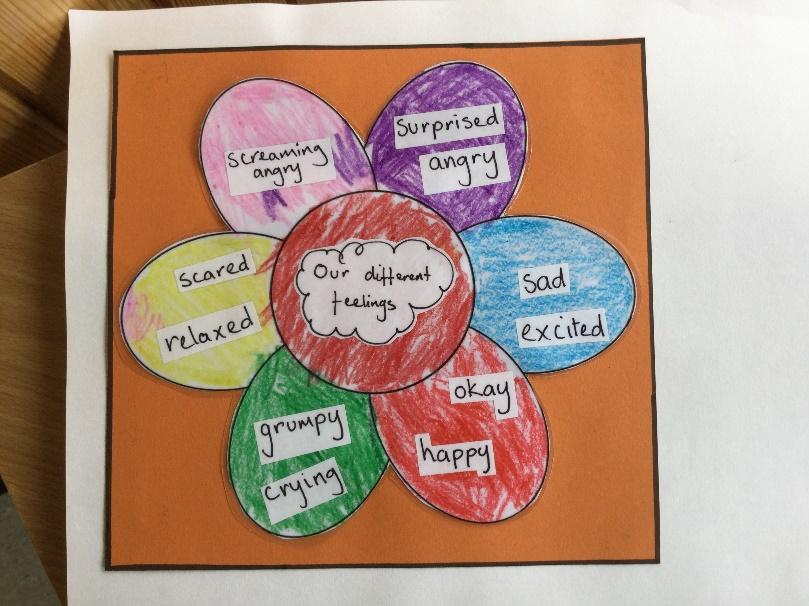 screaming
angry
Surprised
angry
scared
relaxed
Our different
feelings
sad
excited
grumpy
crying
okay
happy